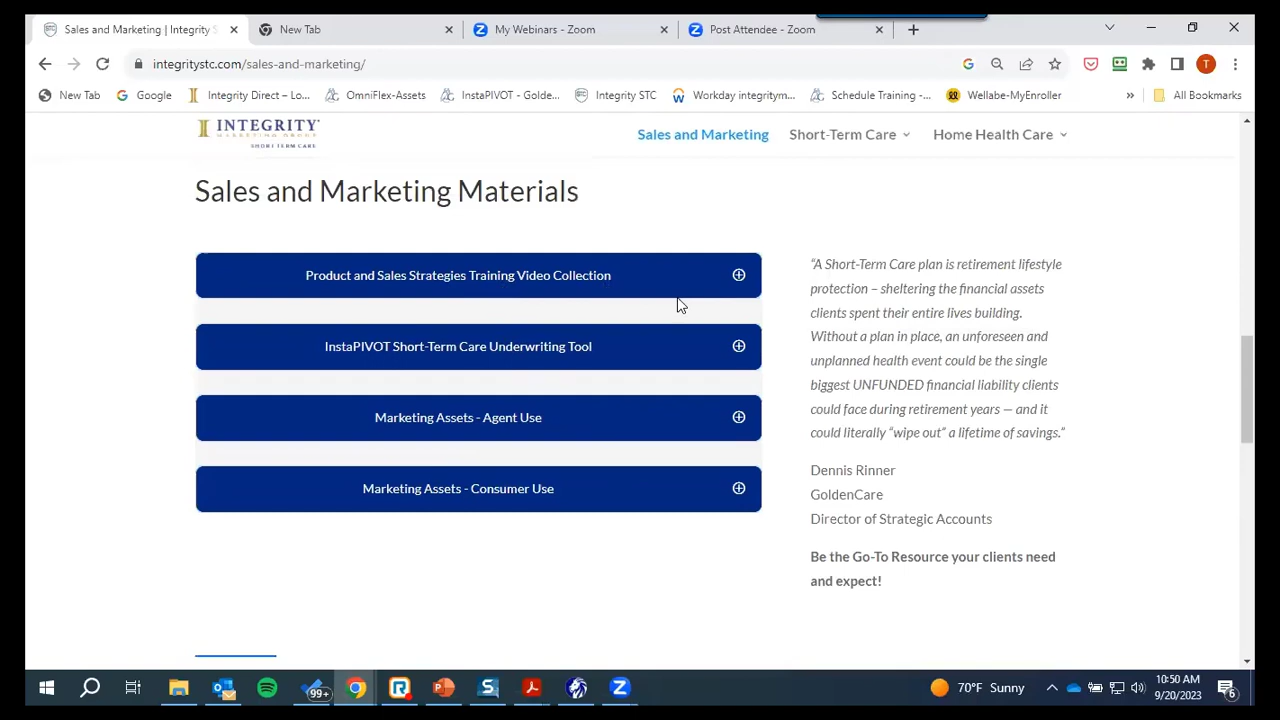 Sales and Marketing | Integrity S
New Tab
My Webinars - Zoom
Post Attendee - Zoom
integritystc.com/sales-and-marketing/
T
New Tab
Google
Integrity Direct – Lo...
OmniFlex-Assets
InstaPIVOT - Golde...
Integrity STC
Workday integritym...
Schedule Training -...
Wellabe-MyEnroller
»
All Bookmarks
INTEGRITY
MARKETING GROUP
SHORT TERM CARE
Sales and Marketing
Short-Term Care
Home Health Care
Sales and Marketing Materials
Product and Sales Strategies Training Video Collection
InstaPIVOT Short-Term Care Underwriting Tool
Marketing Assets - Agent Use
Marketing Assets - Consumer Use
“A Short-Term Care plan is retirement lifestyle
protection – sheltering the financial assets
clients spent their entire lives building.
Without a plan in place, an unforeseen and
unplanned health event could be the single
biggest UNFUNDED financial liability clients
could face during retirement years — and it
could literally “wipe out” a lifetime of savings.”
Dennis Rinner
GoldenCare
Director of Strategic Accounts
Be the Go-To Resource your clients need
and expect!
99+
70°F Sunny
10:50 AM
9/20/2023
6